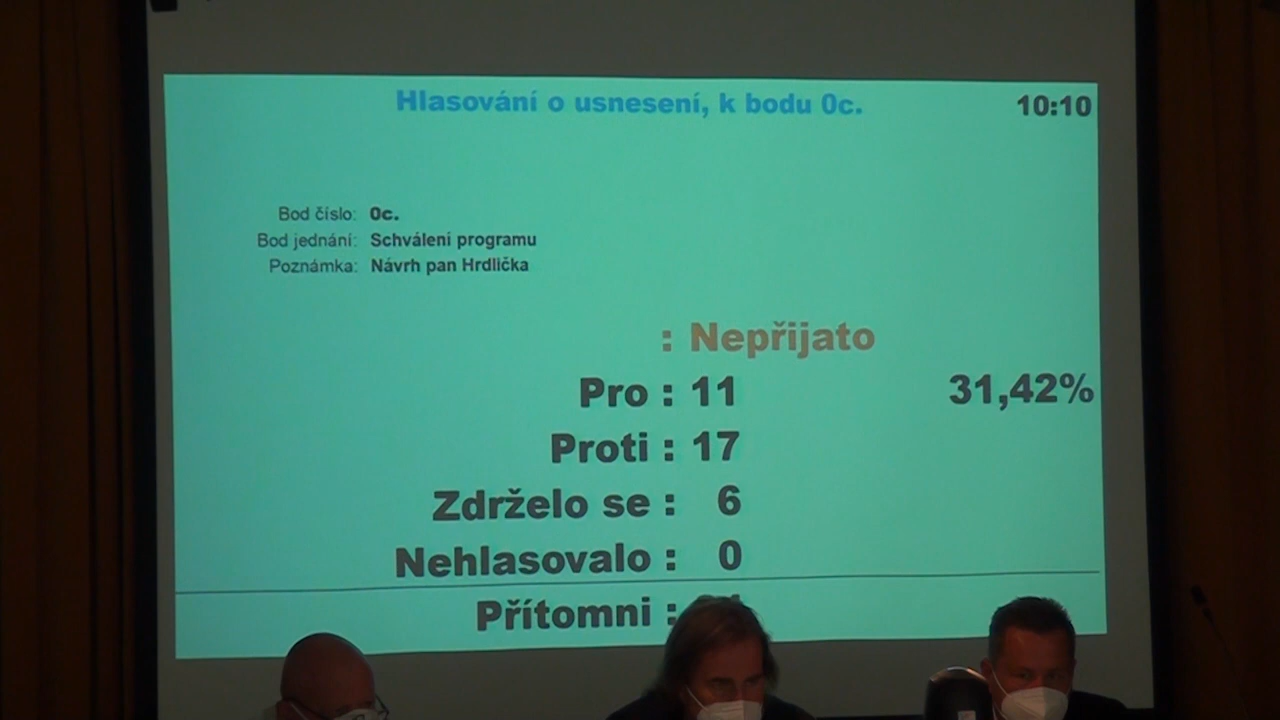 Hlasování o usnesení, k bodu 0c. 10:10
Bod číslo: 0c.
Bod jednání: Schválení programu
Poznámka: Návrh pan Hrdlička
: Nepřijato
Pro : 11 31,42%
Proti : 17
Zdrželo se : 6
Nehlasovalo : 0
Přítomni :